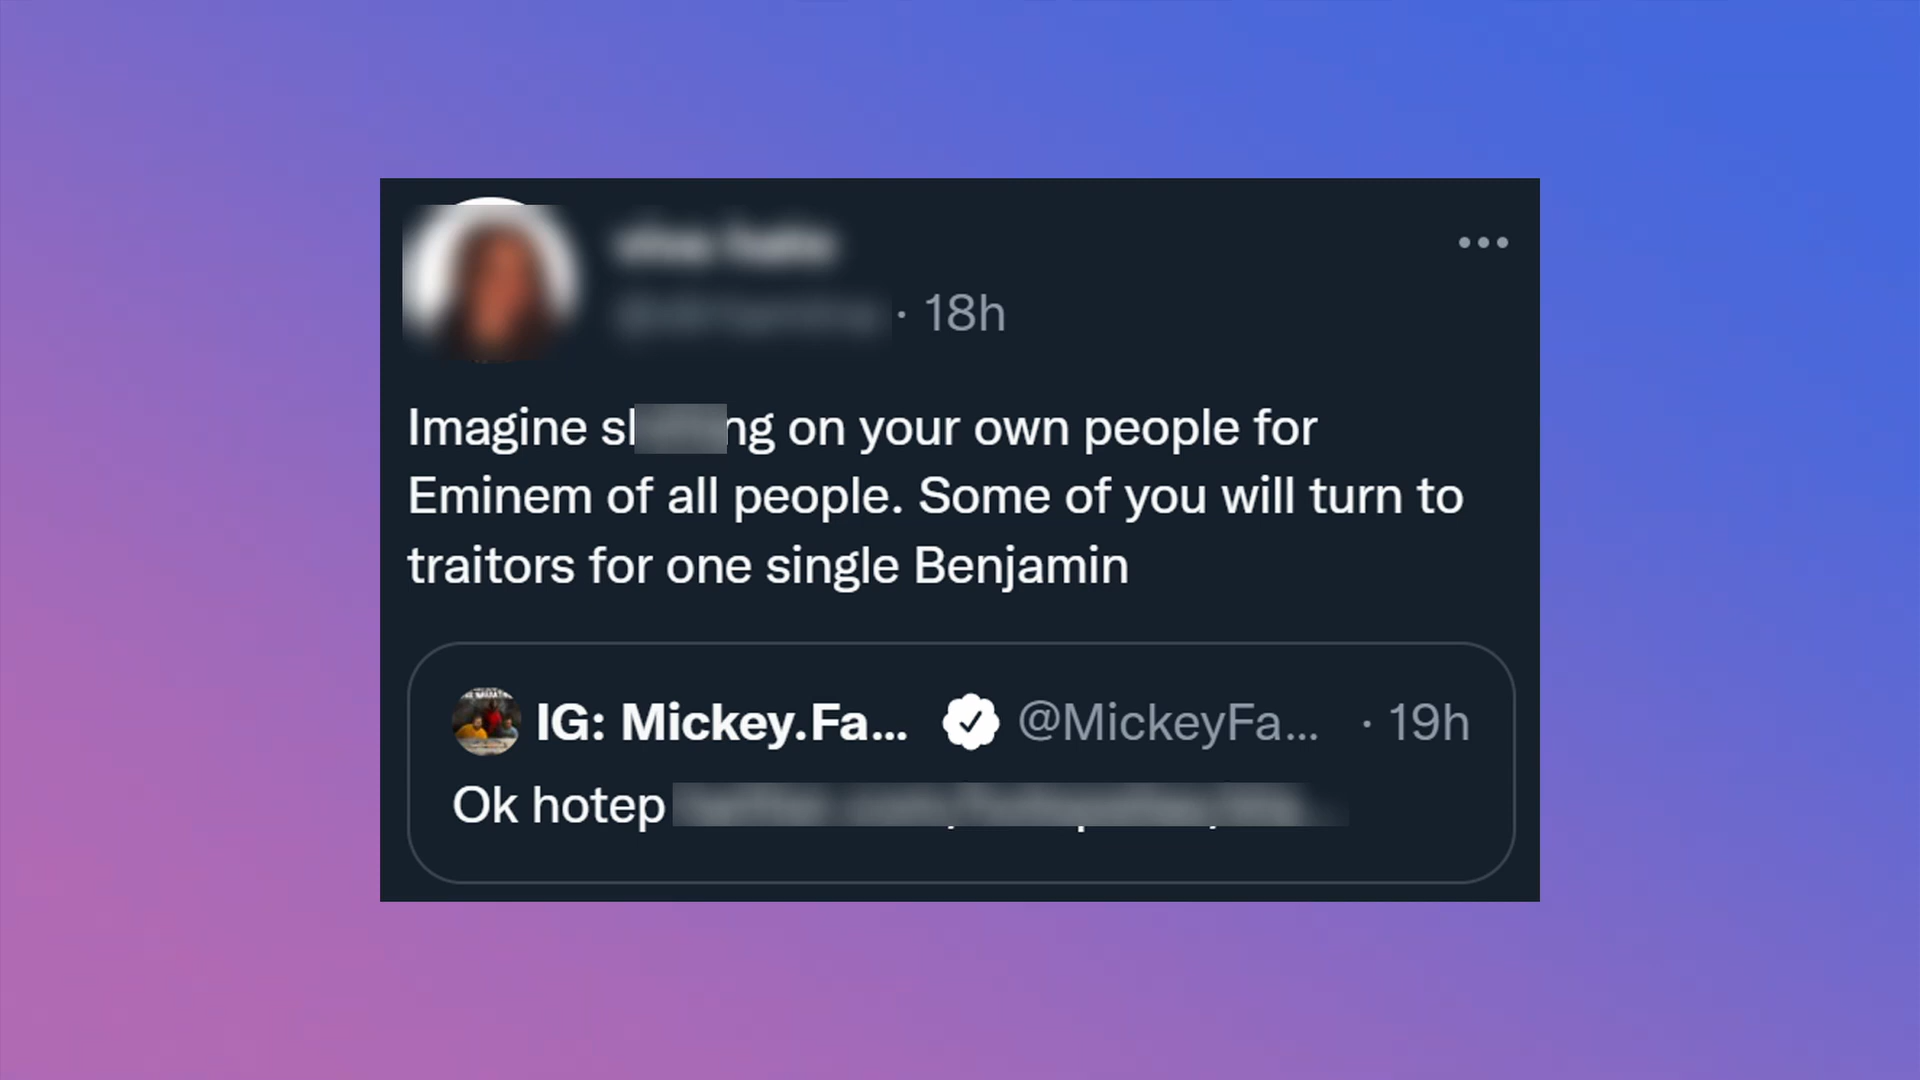 · 18h
Imagine on your own people for
Eminem of all people. Some of you will turn to
traitors for one single Benjamin
IG: Mickey.Fa... @MickeyFa... · 19h
Ok hotep